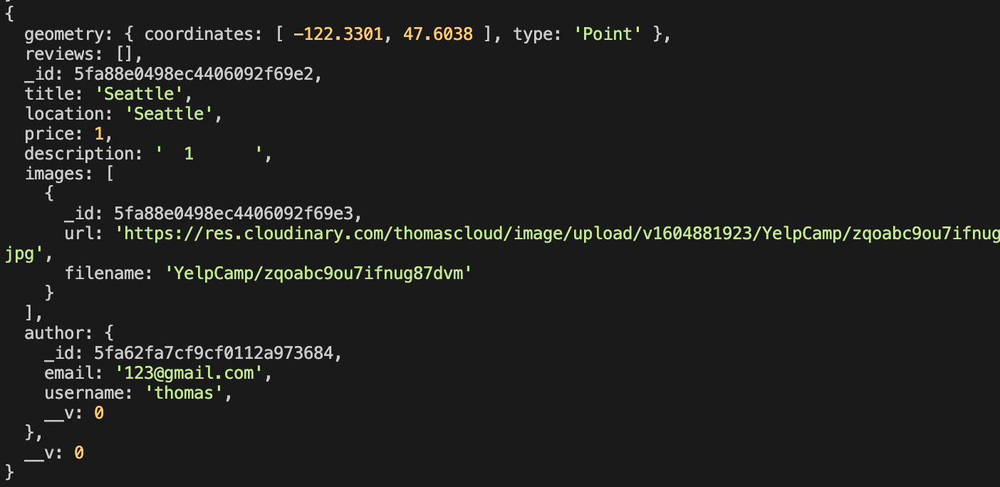 {
  geometry: { coordinates: [ -122.3301, 47.6038 ], type: 'Point' },
  reviews: [],
  _id: 5fa88e0498ec4406092f69e2,
  title: 'Seattle',
  location: 'Seattle',
  price: 1,
  description: '  1      ',
  images: [
    {
      _id: 5fa88e0498ec4406092f69e3,
      url: 'https://res.cloudinary.com/thomascloud/image/upload/v1604881923/YelpCamp/zqoabc9ou7ifnug
jpg',
      filename: 'YelpCamp/zqoabc9ou7ifnug87dvm'
    }
  ],
  author: {
    _id: 5fa62fa7cf9cf0112a973684,
    email: '123@gmail.com',
    username: 'thomas',
    __v: 0
  },
  __v: 0
}